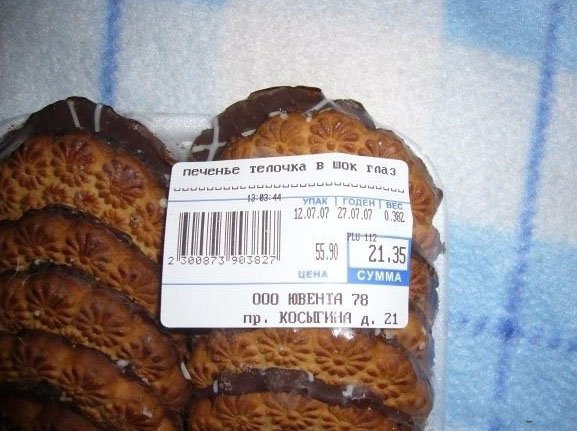 печенье телочка в шок глаз
13:03:44
УПАК | ГОДЕН | ВЕС
12.07.07 27.07.07 0.382
PLU 112
55.90 21.35
ЦЕНА СУММА
2 300873 903827
ООО ЮВЕНТА 78
пр. КОСЫГИНА д. 21